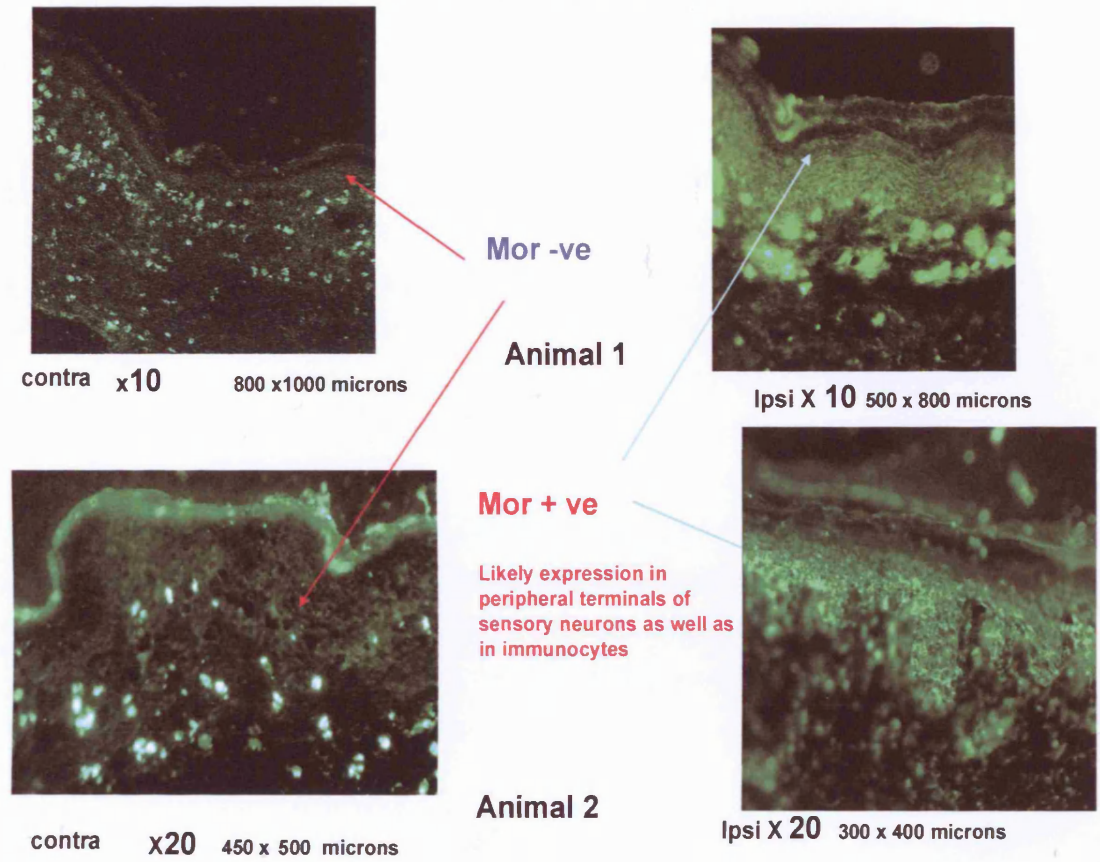 Mor -ve
Animal 1
contra x10 800 x1000 microns
Ipsi X 10 500 x 800 microns
Mor + ve
Likely expression in
peripheral terminals of
sensory neurons as well as
in immunocytes
Animal 2
contra x20 450 x 500 microns
Ipsi X 20 300 x 400 microns